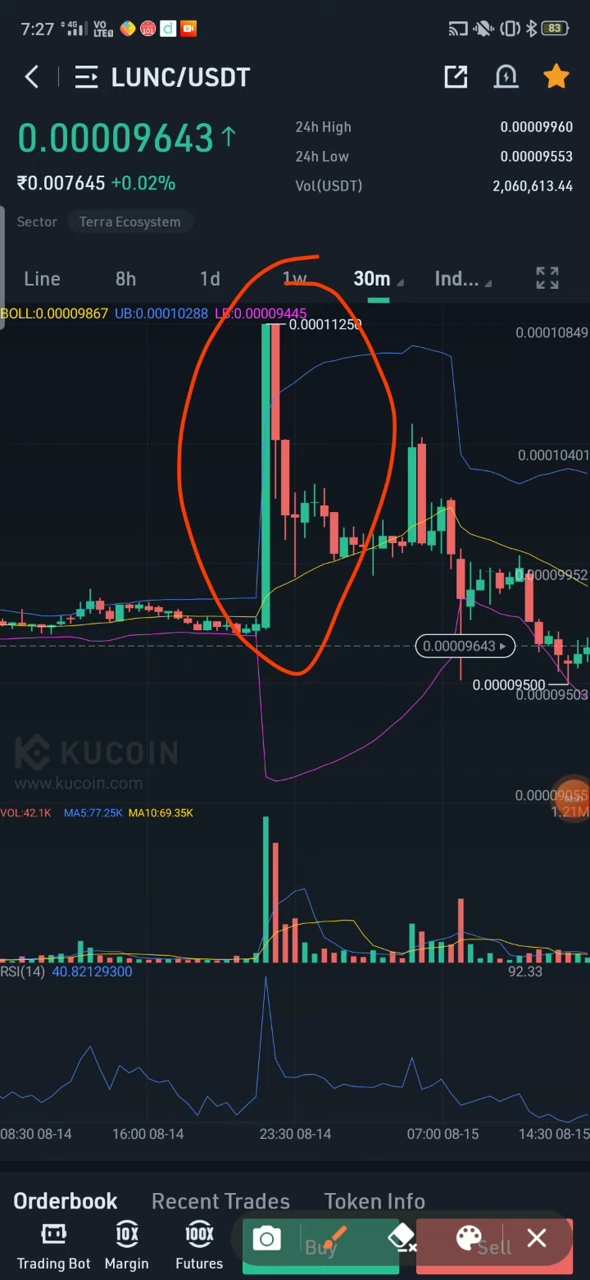 7:27 4G VO LTE 83
LUNC/USDT
0.00009643↑
₹0.007645 +0.02%
24h High 0.00009960
24h Low 0.00009553
Vol(USDT) 2,060,613.44
Sector Terra Ecosystem
Line 8h 1d 1w 30m Ind...
BOLL:0.00009867 UB:0.00010288 LB:0.00009445
0.00011250
0.00010849
0.00010401
0.00009952
0.00009643
0.00009500
0.00009503
KUCOIN
www.kucoin.com
0.00009055
VOL:42.1K MA5:77.25K MA10:69.35K
1.21M
RSI(14) 40.82129300
92.33
08:30 08-14 16:00 08-14 23:30 08-14 07:00 08-15 14:30 08-15
Orderbook Recent Trades Token Info
10X 100X
Trading Bot Margin Futures Buy Sell